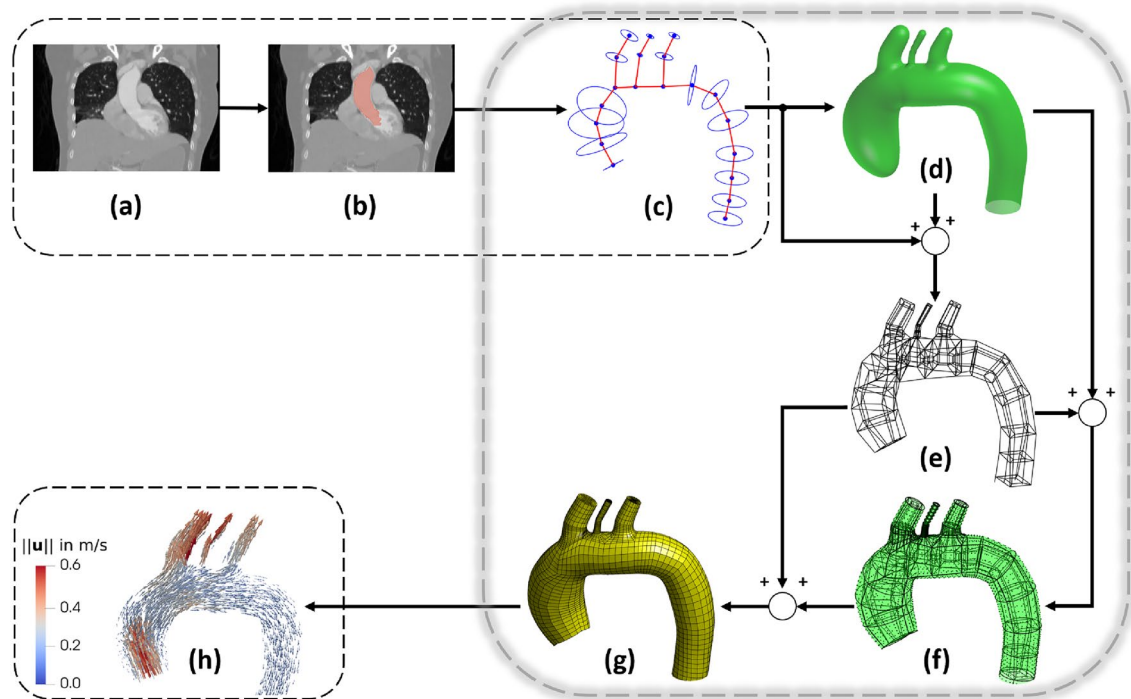 (a)
(b)
(c)
(d)
+ +
+ +
(e)
||u|| in m/s
0.6
0.4
0.2
0.0
(h)
(g)
+ +
(f)